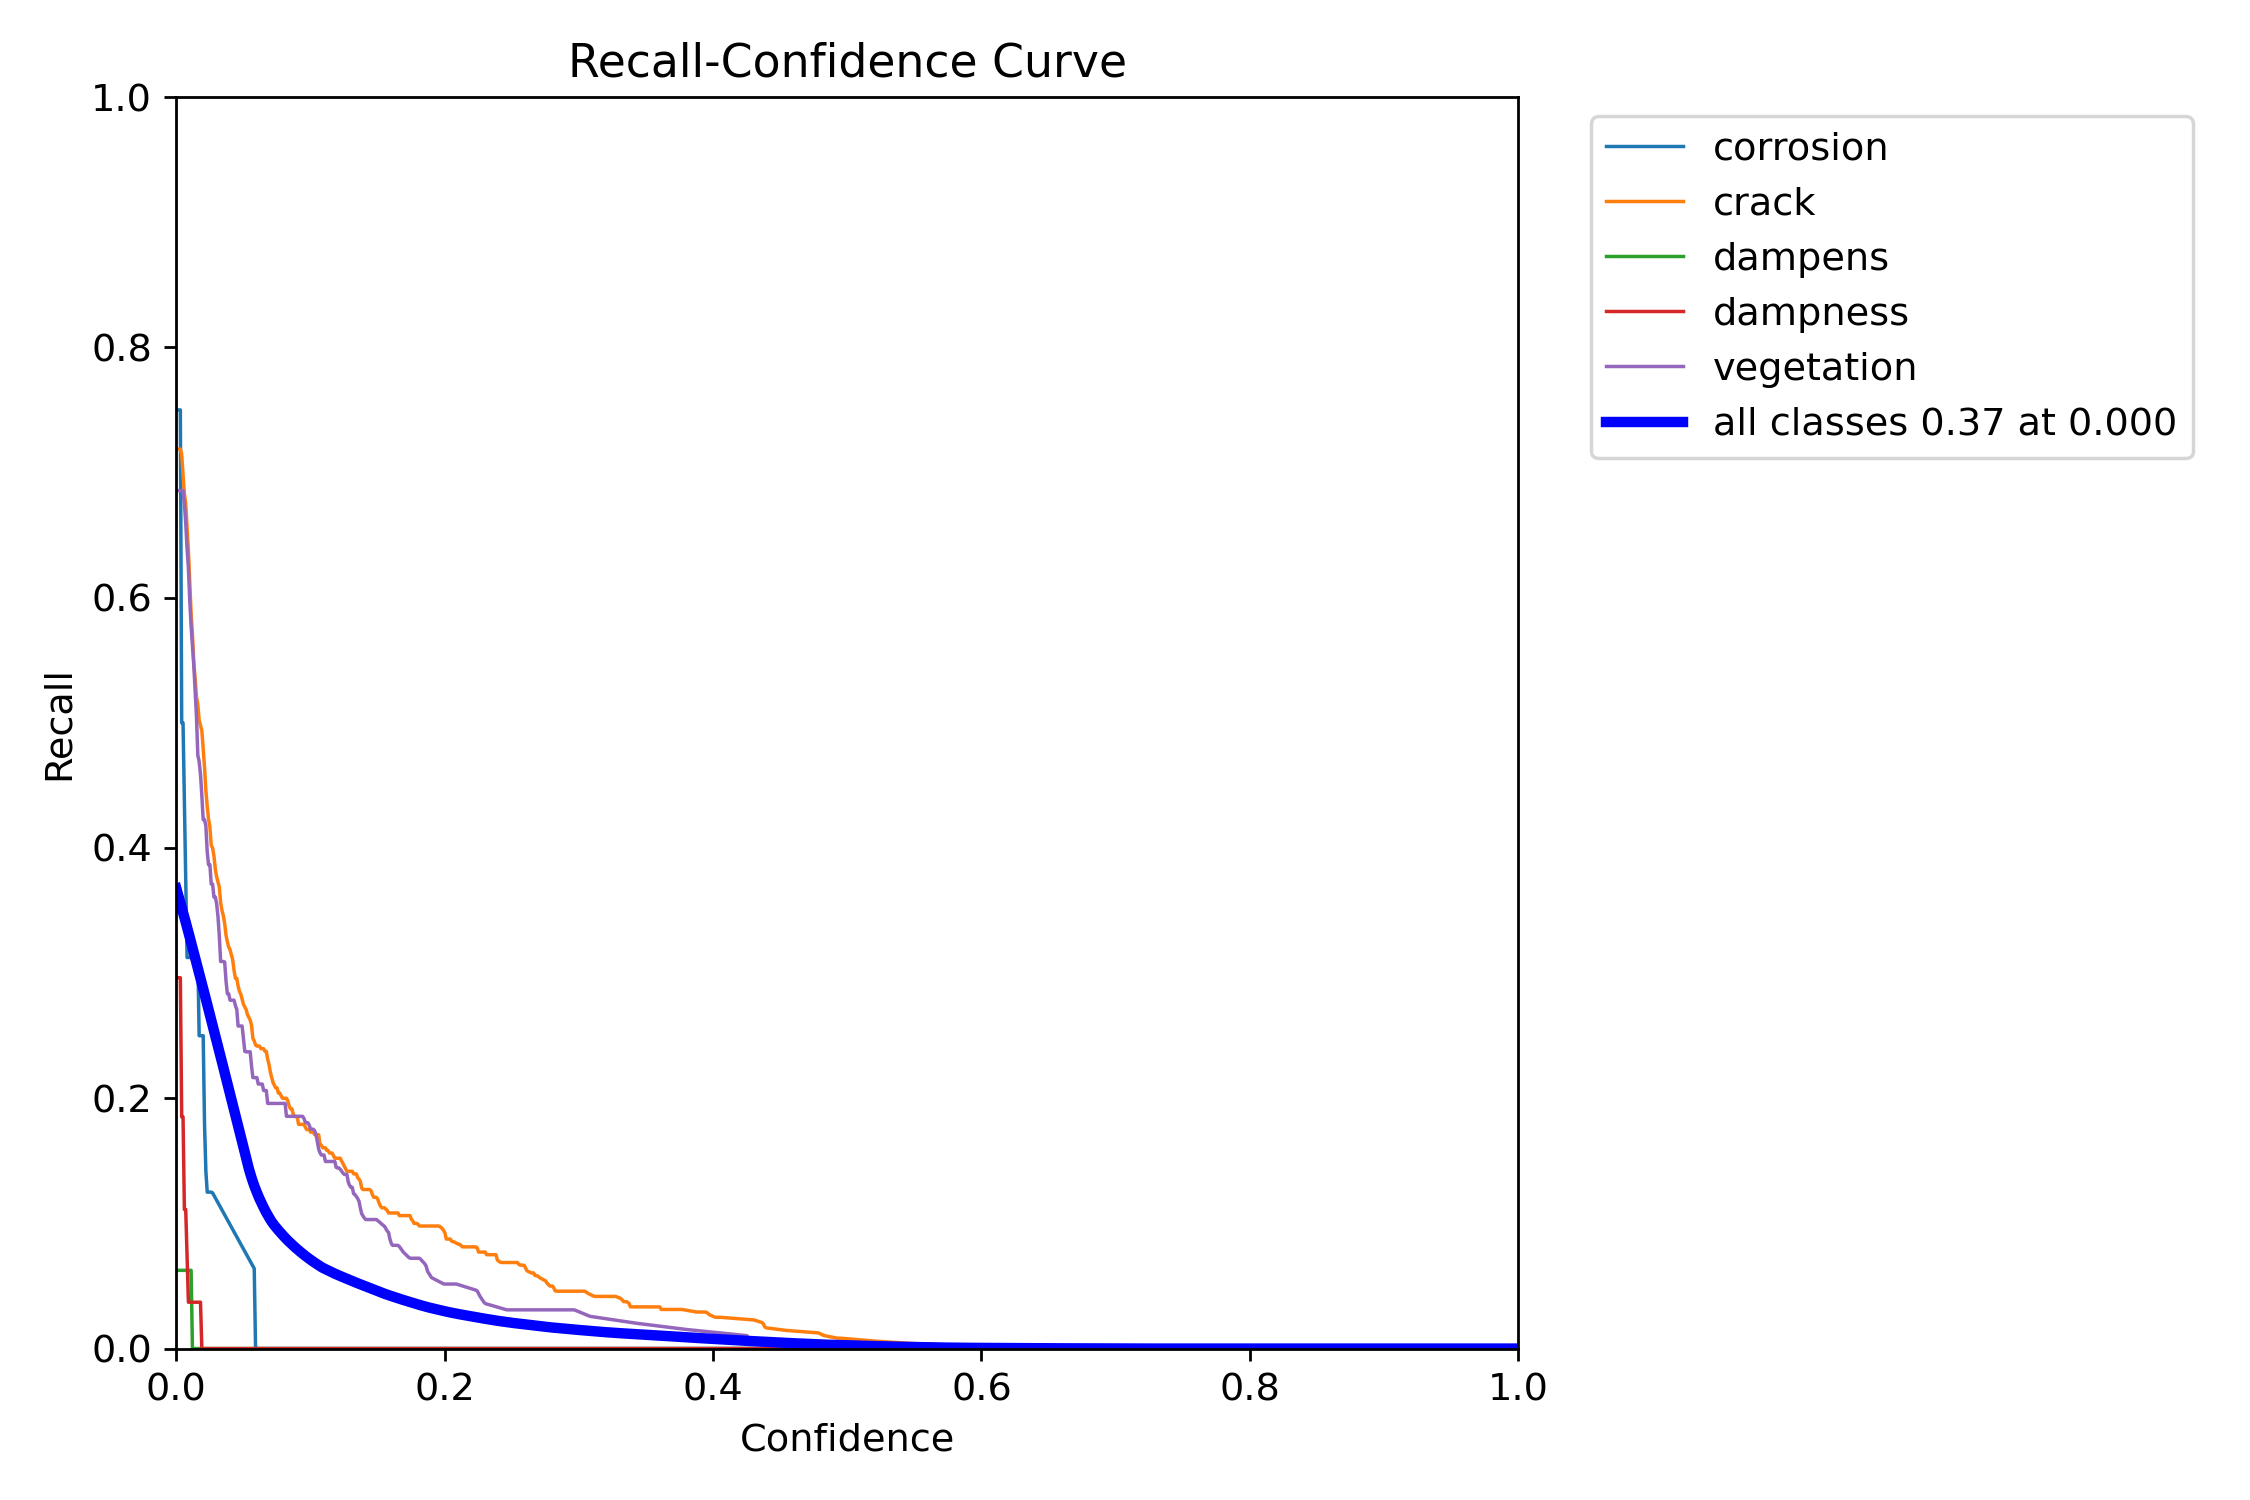 Recall-Confidence Curve
1.0
0.8
0.6
0.4
0.2
0.0
Recall
0.0 0.2 0.4 0.6 0.8 1.0
Confidence
corrosion
crack
dampens
dampness
vegetation
all classes 0.37 at 0.000